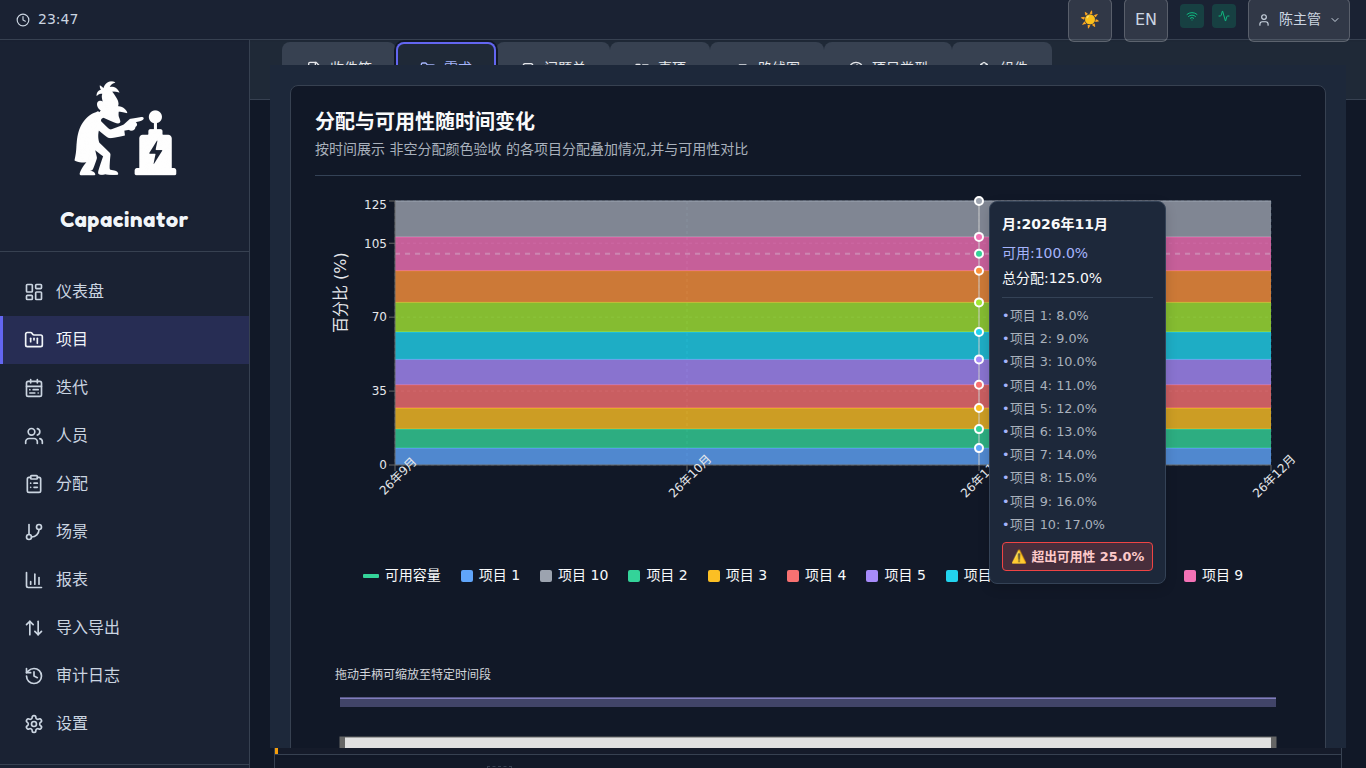 23:47
EN
陈主管
Capacinator
仪表盘
项目
迭代
人员
分配
场景
报表
导入导出
审计日志
设置
分配与可用性随时间变化
按时间展示 非空分配颜色验收 的各项目分配叠加情况,并与可用性对比
百分比 (%)
125
105
70
35
0
26年9月
26年10月
26年1
26年12月
月:2026年11月
可用:100.0%
总分配:125.0%
•项目 1: 8.0%
•项目 2: 9.0%
•项目 3: 10.0%
•项目 4: 11.0%
•项目 5: 12.0%
•项目 6: 13.0%
•项目 7: 14.0%
•项目 8: 15.0%
•项目 9: 16.0%
•项目 10: 17.0%
⚠️ 超出可用性 25.0%
可用容量 项目 1 项目 10 项目 2 项目 3 项目 4 项目 5 项目 项目 9
拖动手柄可缩放至特定时间段